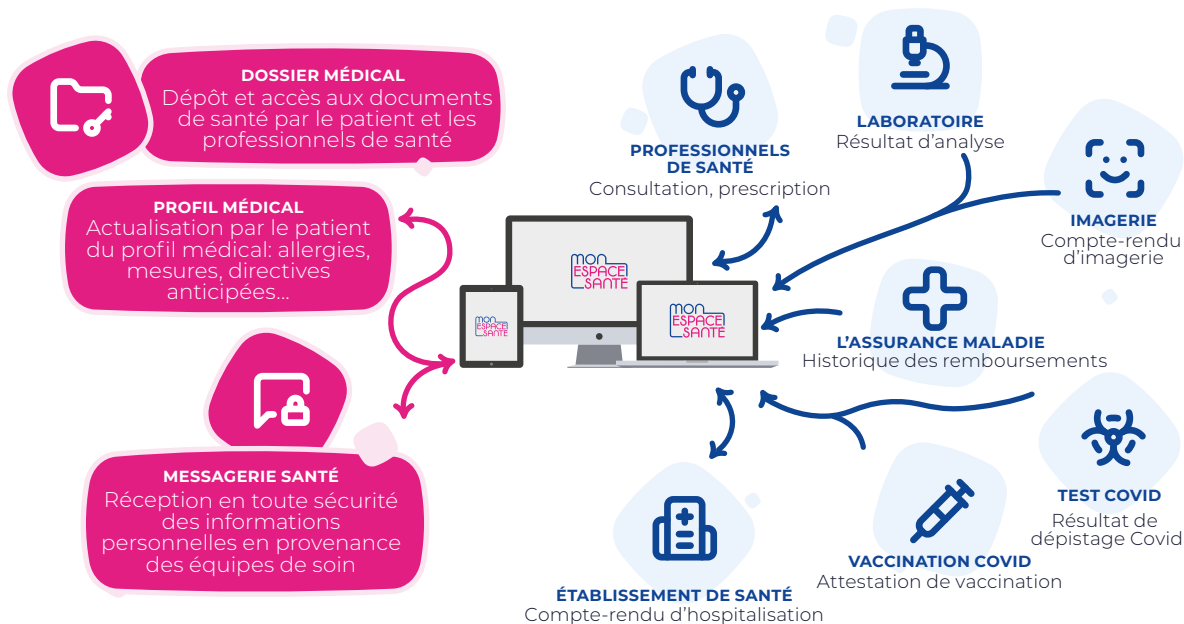 DOSSIER MÉDICAL
Dépôt et accès aux documents
de santé par le patient et les
professionnels de santé
PROFIL MÉDICAL
Actualisation par le patient
du profil médical: allergies,
mesures, directives
anticipées...
MESSAGERIE SANTÉ
Réception en toute sécurité
des informations
personnelles en provenance
des équipes de soin
MON
ESPACE
SANTÉ
MON
ESPACE
SANTÉ
MON
ESPACE
SANTÉ
PROFESSIONNELS
DE SANTÉ
Consultation, prescription
LABORATOIRE
Résultat d’analyse
IMAGERIE
Compte-rendu
d’imagerie
L’ASSURANCE MALADIE
Historique des remboursements
TEST COVID
Résultat de
dépistage Covid
VACCINATION COVID
Attestation de vaccination
ÉTABLISSEMENT DE SANTÉ
Compte-rendu d’hospitalisation